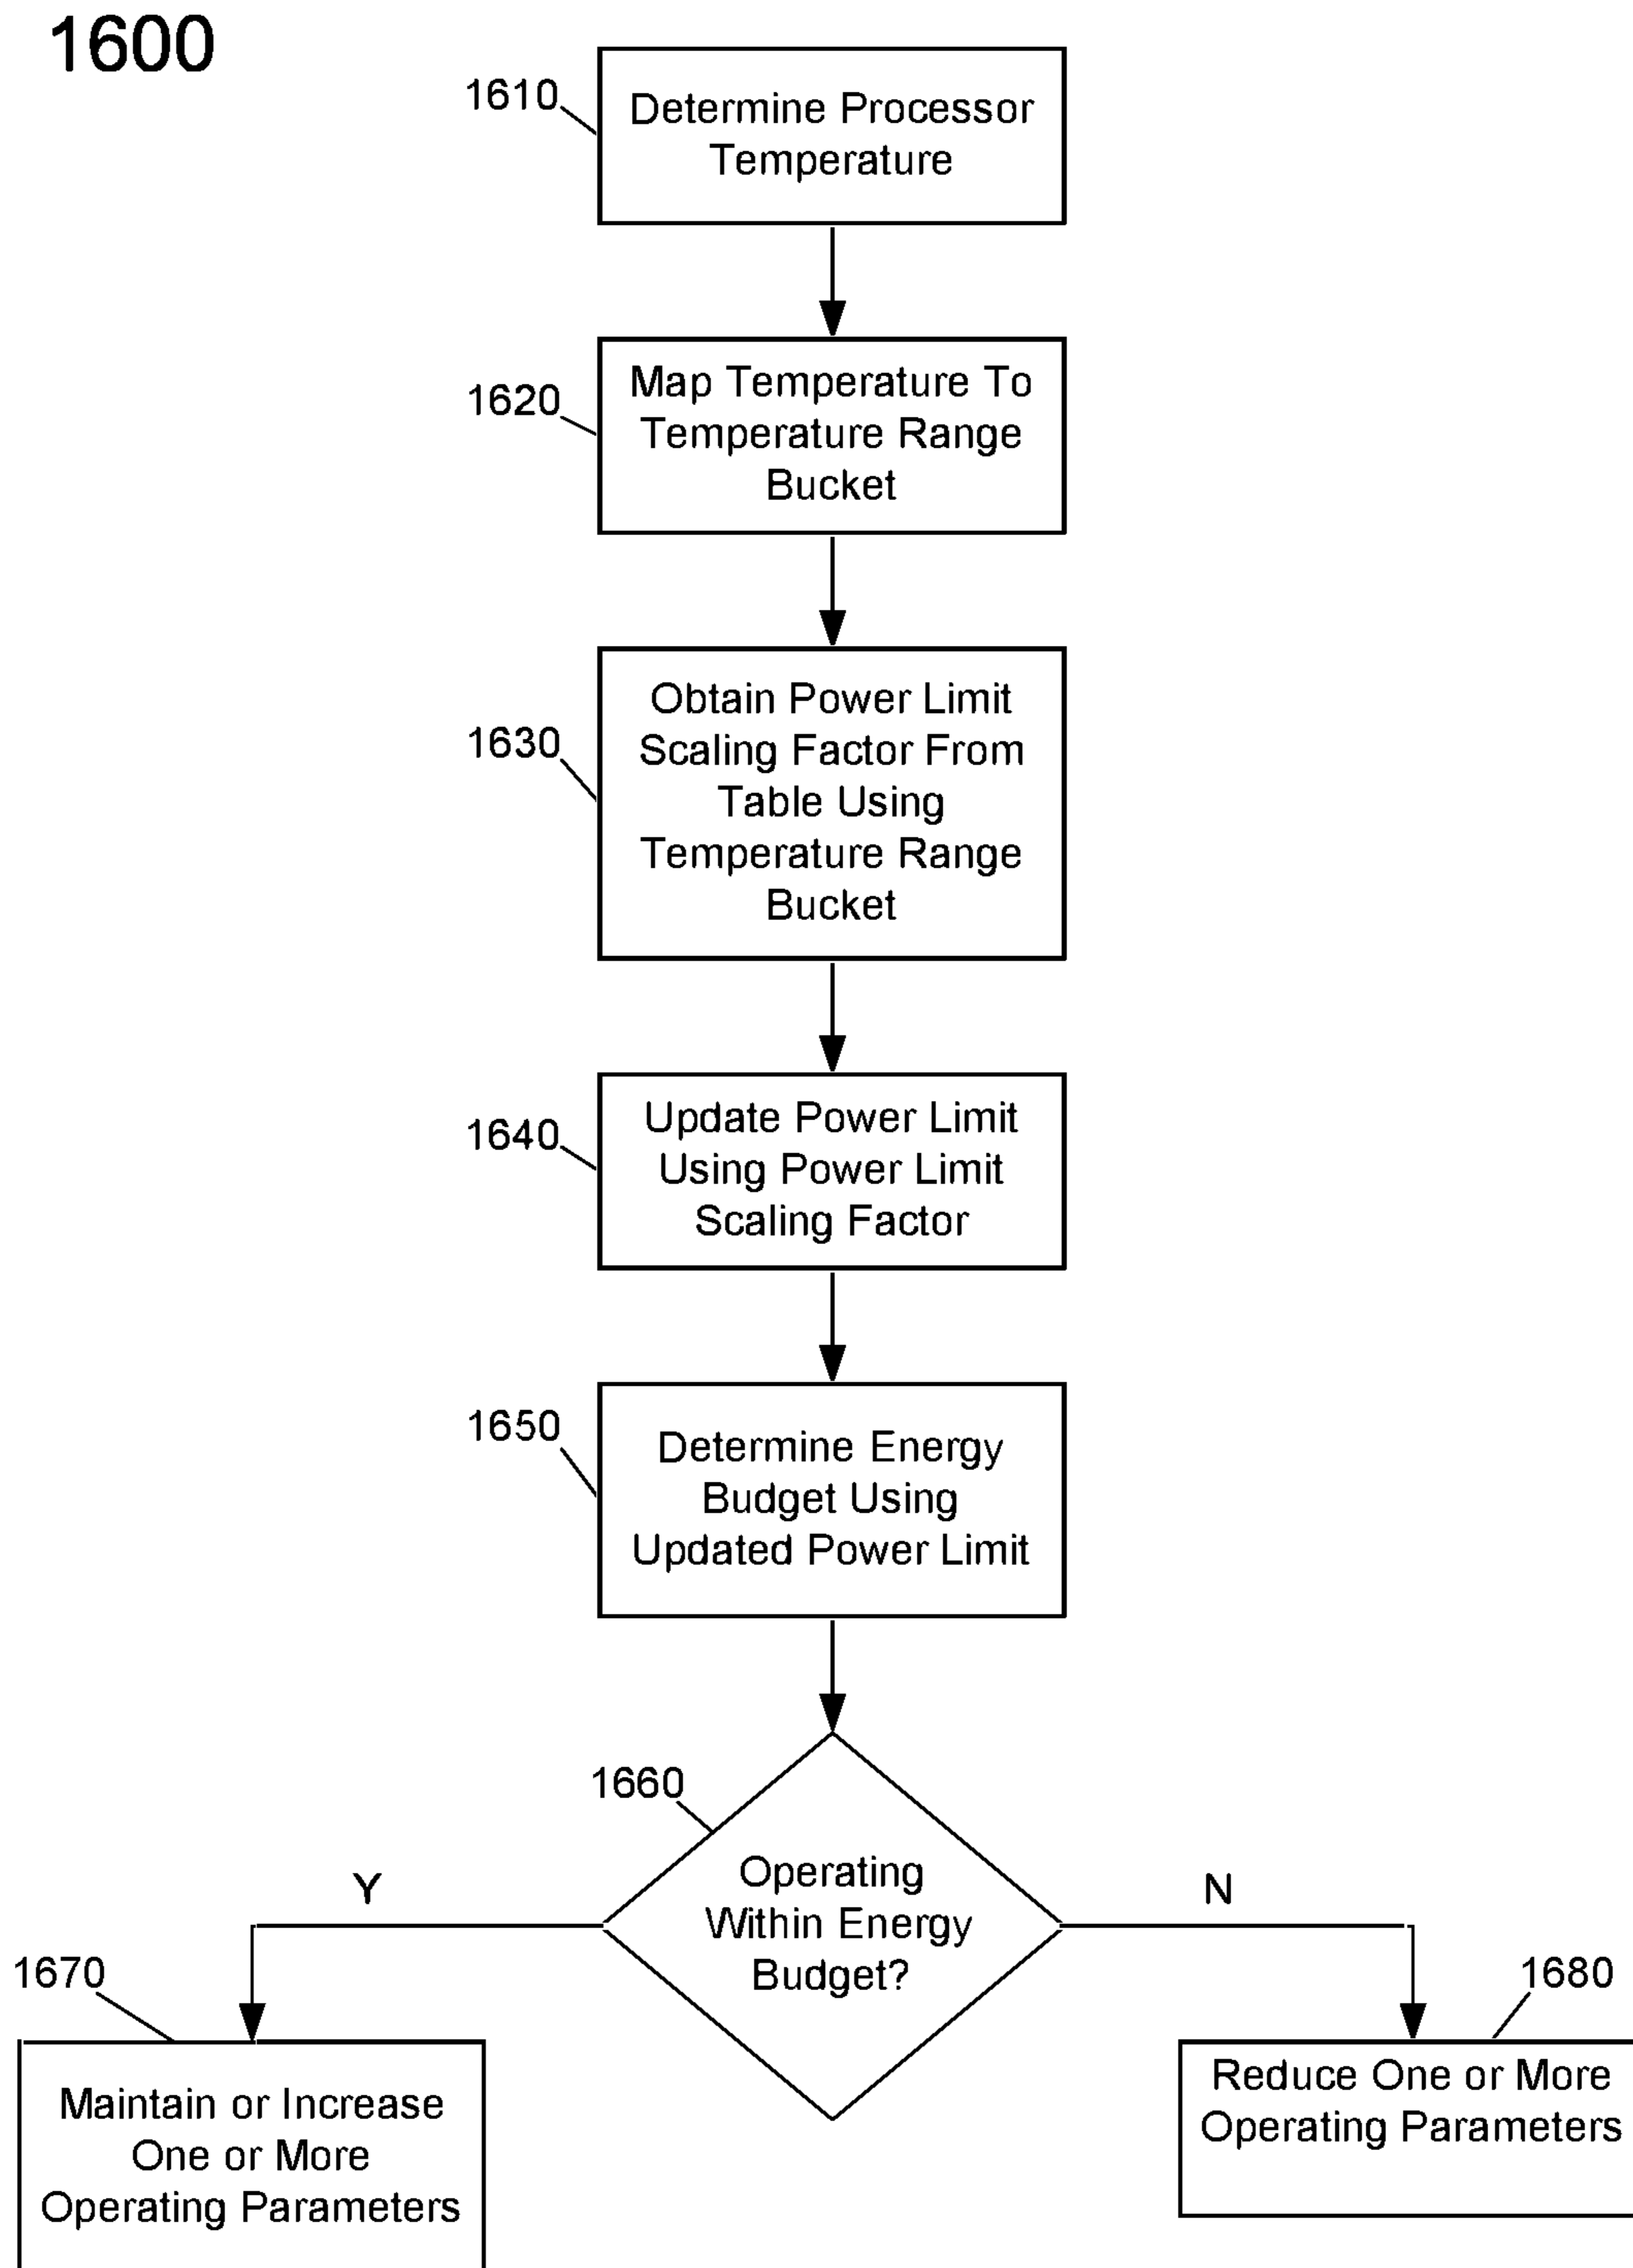 1600
1610
Determine Processor
Temperature
1620
Map Temperature To
Temperature Range
Bucket
1630
Obtain Power Limit
Scaling Factor From
Table Using
Temperature Range
Bucket
1640
Update Power Limit
Using Power Limit
Scaling Factor
1650
Determine Energy
Budget Using
Updated Power Limit
1660
Operating
Within Energy
Budget?
Y
N
1670
Maintain or Increase
One or More
Operating Parameters
1680
Reduce One or More
Operating Parameters